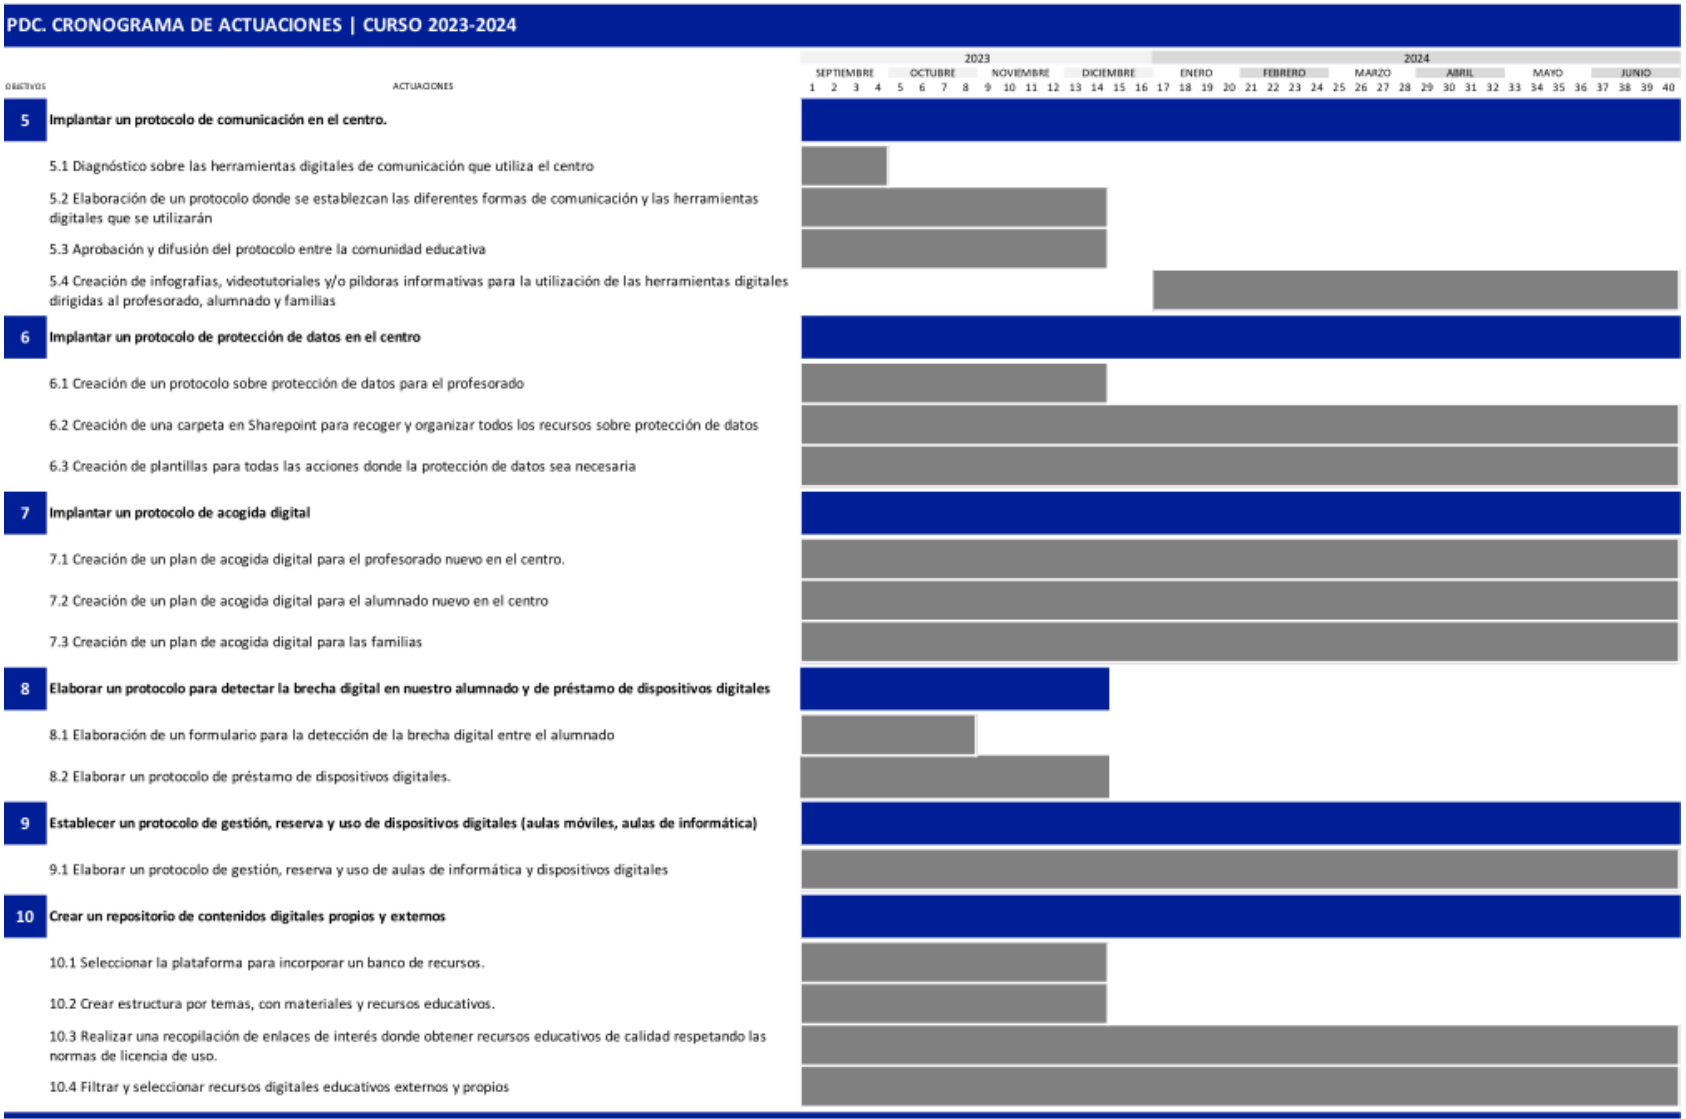 PDC. CRONOGRAMA DE ACTUACIONES | CURSO 2023-2024
2023 2024
SEPTIEMBRE OCTUBRE NOVIEMBRE DICIEMBRE ENERO FEBRERO MARZO ABRIL MAYO JUNIO
OBJETIVOS ACTUACIONES 1 2 3 4 5 6 7 8 9 10 11 12 13 14 15 16 17 18 19 20 21 22 23 24 25 26 27 28 29 30 31 32 33 34 35 36 37 38 39 40
5 Implantar un protocolo de comunicación en el centro.
5.1 Diagnóstico sobre las herramientas digitales de comunicación que utiliza el centro
5.2 Elaboración de un protocolo donde se establezcan las diferentes formas de comunicación y las herramientas
digitales que se utilizarán
5.3 Aprobación y difusión del protocolo entre la comunidad educativa
5.4 Creación de infografías, videotutoriales y/o píldoras informativas para la utilización de las herramientas digitales
dirigidas al profesorado, alumnado y familias
6 Implantar un protocolo de protección de datos en el centro
6.1 Creación de un protocolo sobre protección de datos para el profesorado
6.2 Creación de una carpeta en Sharepoint para recoger y organizar todos los recursos sobre protección de datos
6.3 Creación de plantillas para todas las acciones donde la protección de datos sea necesaria
7 Implantar un protocolo de acogida digital
7.1 Creación de un plan de acogida digital para el profesorado nuevo en el centro.
7.2 Creación de un plan de acogida digital para el alumnado nuevo en el centro
7.3 Creación de un plan de acogida digital para las familias
8 Elaborar un protocolo para detectar la brecha digital en nuestro alumnado y de préstamo de dispositivos digitales
8.1 Elaboración de un formulario para la detección de la brecha digital entre el alumnado
8.2 Elaborar un protocolo de préstamo de dispositivos digitales.
9 Establecer un protocolo de gestión, reserva y uso de dispositivos digitales (aulas móviles, aulas de informática)
9.1 Elaborar un protocolo de gestión, reserva y uso de aulas de informática y dispositivos digitales
10 Crear un repositorio de contenidos digitales propios y externos
10.1 Seleccionar la plataforma para incorporar un banco de recursos.
10.2 Crear estructura por temas, con materiales y recursos educativos.
10.3 Realizar una recopilación de enlaces de interés donde obtener recursos educativos de calidad respetando las
normas de licencia de uso.
10.4 Filtrar y seleccionar recursos digitales educativos externos y propios